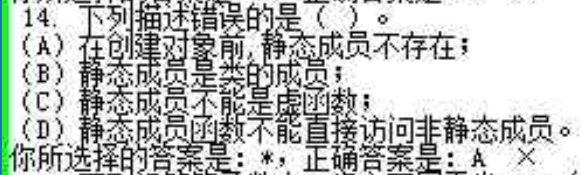 14. 下列描述错误的是（ ）。
（A）在创建对象前,静态成员不存在；
（B）静态成员是类的成员；
（C）静态成员不能是虚函数；
（D）静态成员函数不能直接访问非静态成员。
你所选择的答案是：*，正确答案是：A ×